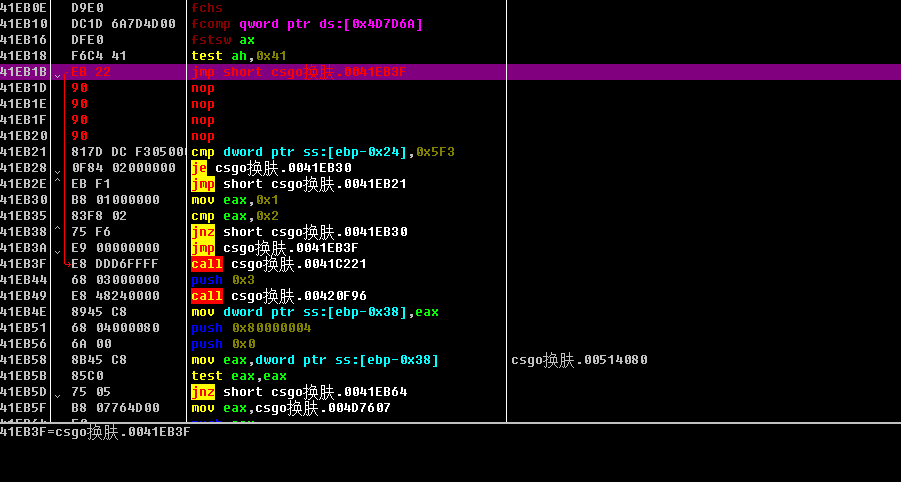 41EB0E D9E0 fchs
41EB10 DC1D 6A7D4D00 fcomp qword ptr ds:[0x4D7D6A]
41EB16 DFE0 fstsw ax
41EB18 F6C4 41 test ah,0x41
41EB1B EB 22 jmp short csgo换肤.0041EB3F
41EB1D 90 nop
41EB1E 90 nop
41EB1F 90 nop
41EB20 90 nop
41EB21 817D DC F30500 cmp dword ptr ss:[ebp-0x24],0x5F3
41EB28 0F84 02000000 je csgo换肤.0041EB30
41EB2E EB F1 jmp short csgo换肤.0041EB21
41EB30 B8 01000000 mov eax,0x1
41EB35 83F8 02 cmp eax,0x2
41EB38 75 F6 jnz short csgo换肤.0041EB30
41EB3A E9 00000000 jmp csgo换肤.0041EB3F
41EB3F E8 DDD6FFFF call csgo换肤.0041C221
41EB44 68 03000000 push 0x3
41EB49 E8 48240000 call csgo换肤.00420F96
41EB4E 8945 C8 mov dword ptr ss:[ebp-0x38],eax
41EB51 68 04000080 push 0x80000004
41EB56 6A 00 push 0x0
41EB58 8B45 C8 mov eax,dword ptr ss:[ebp-0x38] csgo换肤.00514080
41EB5B 85C0 test eax,eax
41EB5D 75 05 jnz short csgo换肤.0041EB64
41EB5F B8 07764D00 mov eax,csgo换肤.004D7607
41EB3F=csgo换肤.0041EB3F